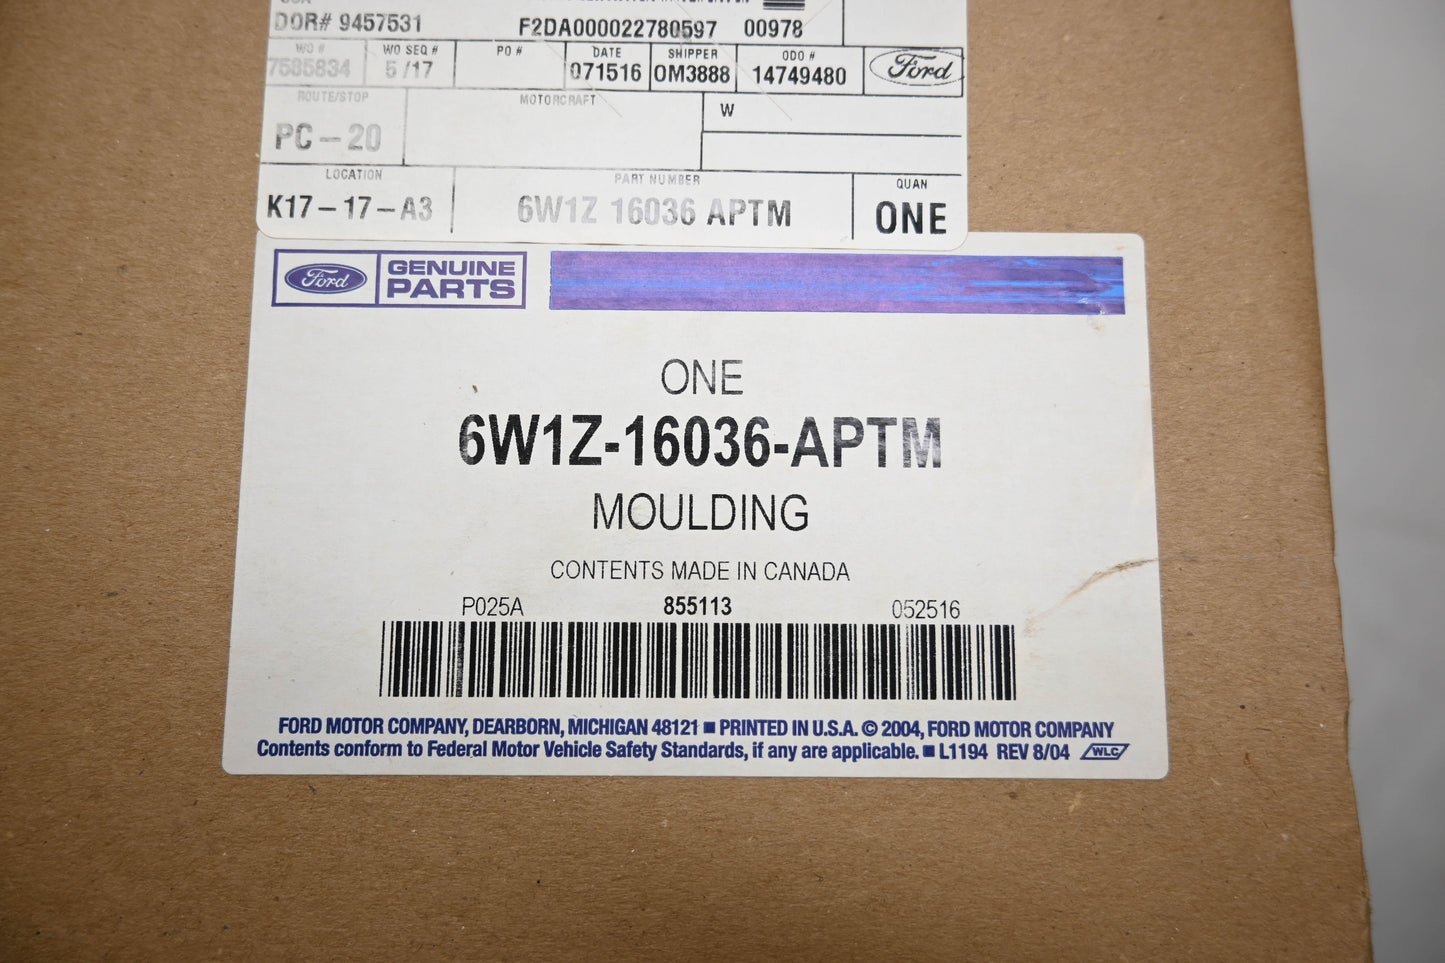 DOR# 9457531
F2DA000022780597 00978
WO # WO SEQ # PO # DATE SHIPPER ODO #
7585834 5 /17 071516 0M3888 14749480 Ford
ROUTE/STOP MOTORCRAFT W
PC – 20
LOCATION PART NUMBER QUAN
K17 – 17 – A3 6W1Z 16036 APTM ONE
Ford GENUINE PARTS
ONE
6W1Z-16036-APTM
MOULDING
CONTENTS MADE IN CANADA
P025A 855113 052516
FORD MOTOR COMPANY, DEARBORN, MICHIGAN 48121 ■ PRINTED IN U.S.A. © 2004, FORD MOTOR COMPANY
Contents conform to Federal Motor Vehicle Safety Standards, if any are applicable. ■ L1194 REV 8/04 WLC